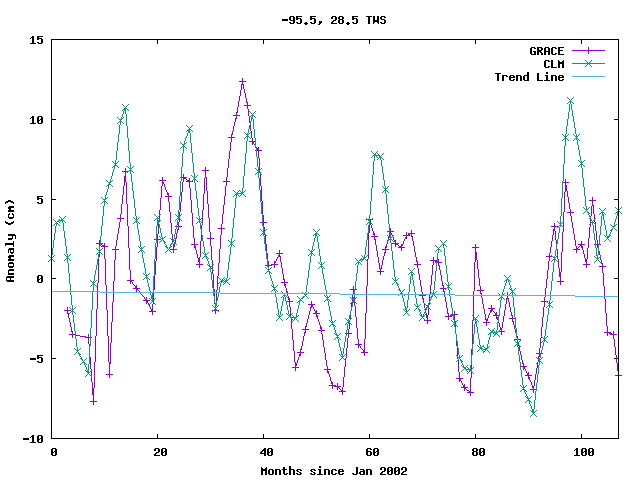 -95.5, 28.5 TWS
15
10
5
0
-5
-10
Anomaly (cm)
GRACE
CLM
Trend Line
0 20 40 60 80 100
Months since Jan 2002